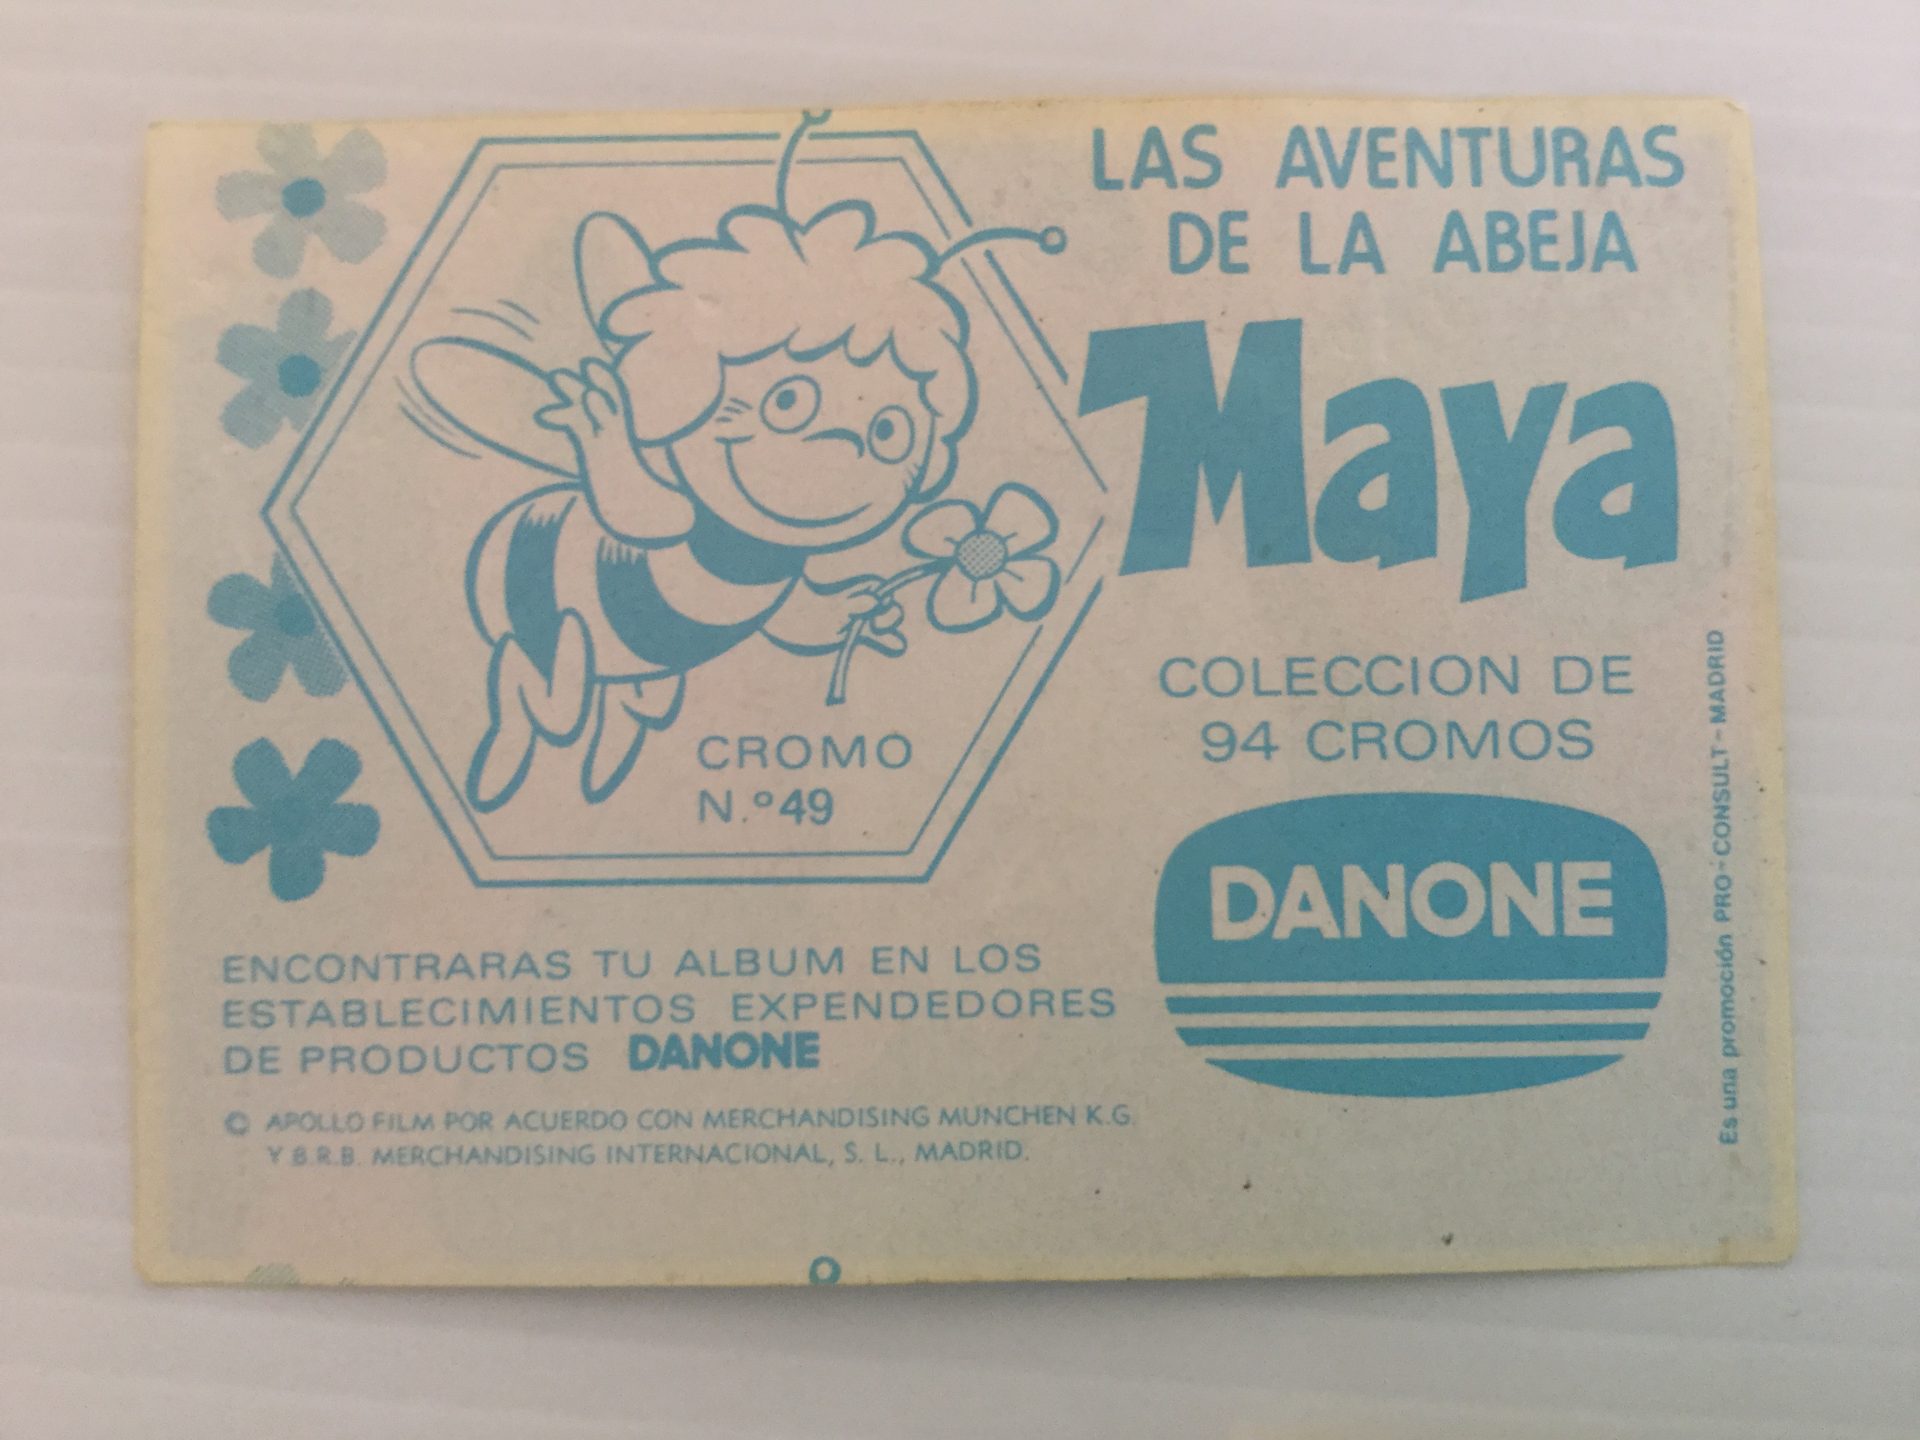 LAS AVENTURAS
DE LA ABEJA
Maya
CROMO
N.º49
COLECCION DE
94 CROMOS
DANONE
ENCONTRARAS TU ALBUM EN LOS
ESTABLECIMIENTOS EXPENDEDORES
DE PRODUCTOS DANONE
© APOLLO FILM POR ACUERDO CON MERCHANDISING MUNCHEN K.G.
Y B.R.B. MERCHANDISING INTERNACIONAL, S. L., MADRID.
Es una promoción PRO-CONSULT-MADRID